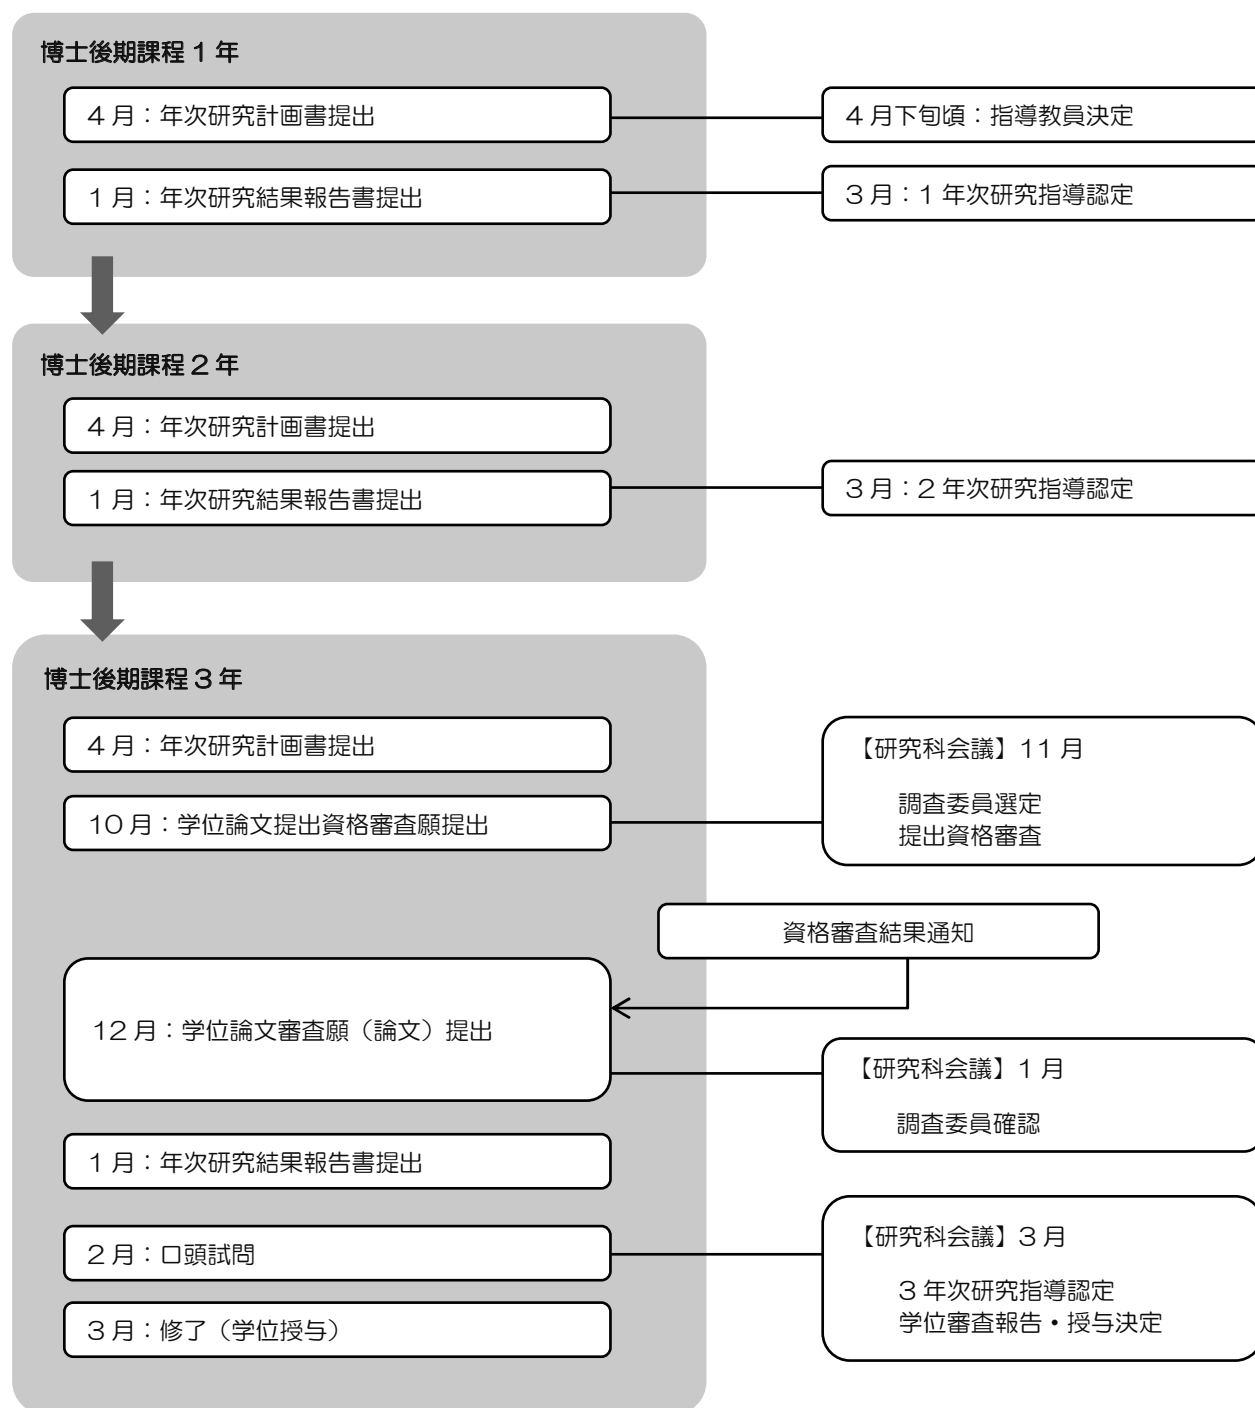 博士後期課程 1 年
4 月：年次研究計画書提出
4 月下旬頃：指導教員決定
1 月：年次研究結果報告書提出
3 月：1 年次研究指導認定
博士後期課程 2 年
4 月：年次研究計画書提出
1 月：年次研究結果報告書提出
3 月：2 年次研究指導認定
博士後期課程 3 年
4 月：年次研究計画書提出
10 月：学位論文提出資格審査願提出
【研究科会議】11 月
調査委員選定
提出資格審査
資格審査結果通知
12 月：学位論文審査願（論文）提出
【研究科会議】1 月
調査委員確認
1 月：年次研究結果報告書提出
2 月：口頭試問
【研究科会議】3 月
3 年次研究指導認定
学位審査報告・授与決定
3 月：修了（学位授与）